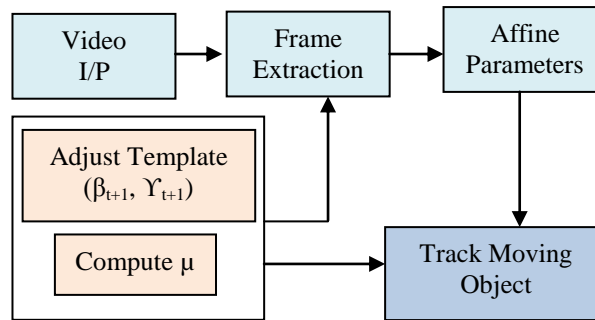 Video
I/P
Frame
Extraction
Affine
Parameters
Adjust Template
(βt+1, ϒt+1)
Compute μ
Track Moving
Object